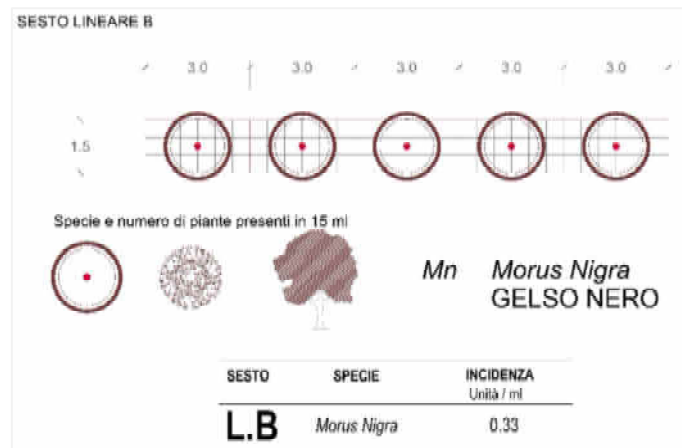 SESTO LINEARE B
3.0 3.0 3.0 3.0 3.0
1.5
Specie e numero di piante presenti in 15 ml
Mn Morus Nigra
GELSO NERO
SESTO SPECIE INCIDENZA
Unità / ml
L.B Morus Nigra 0.33